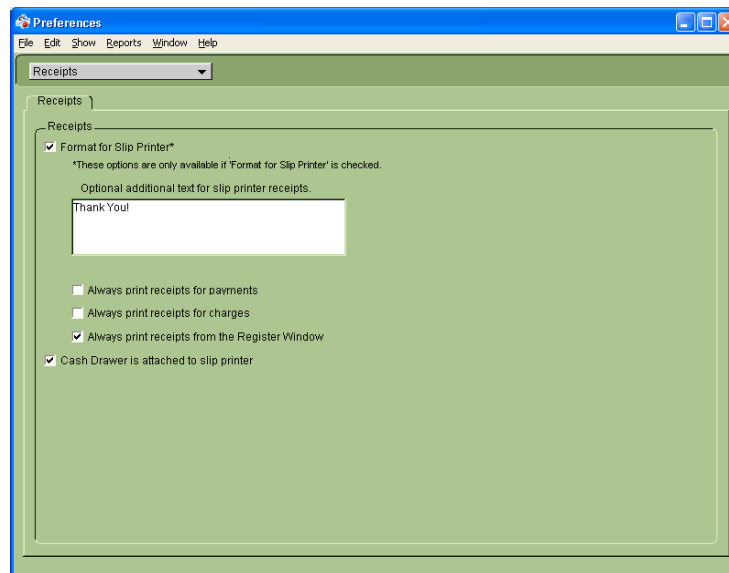 Preferences
File Edit Show Reports Window Help
Receipts
Receipts
Receipts
Format for Slip Printer*
*These options are only available if 'Format for Slip Printer' is checked.
Optional additional text for slip printer receipts.
Thank You!
Always print receipts for payments
Always print receipts for charges
Always print receipts from the Register Window
Cash Drawer is attached to slip printer